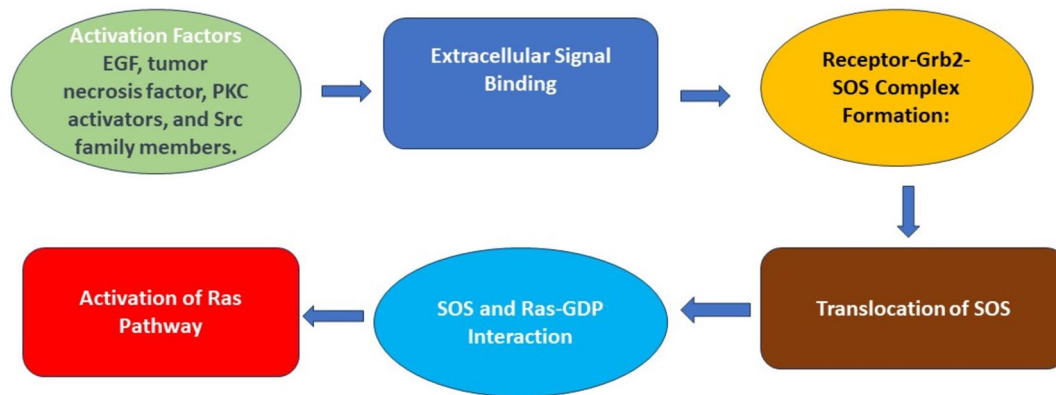 Activation Factors
EGF, tumor
necrosis factor, PKC
activators, and Src
family members.
Extracellular Signal
Binding
Receptor-Grb2-
SOS Complex
Formation:
Translocation of SOS
SOS and Ras-GDP
Interaction
Activation of Ras
Pathway